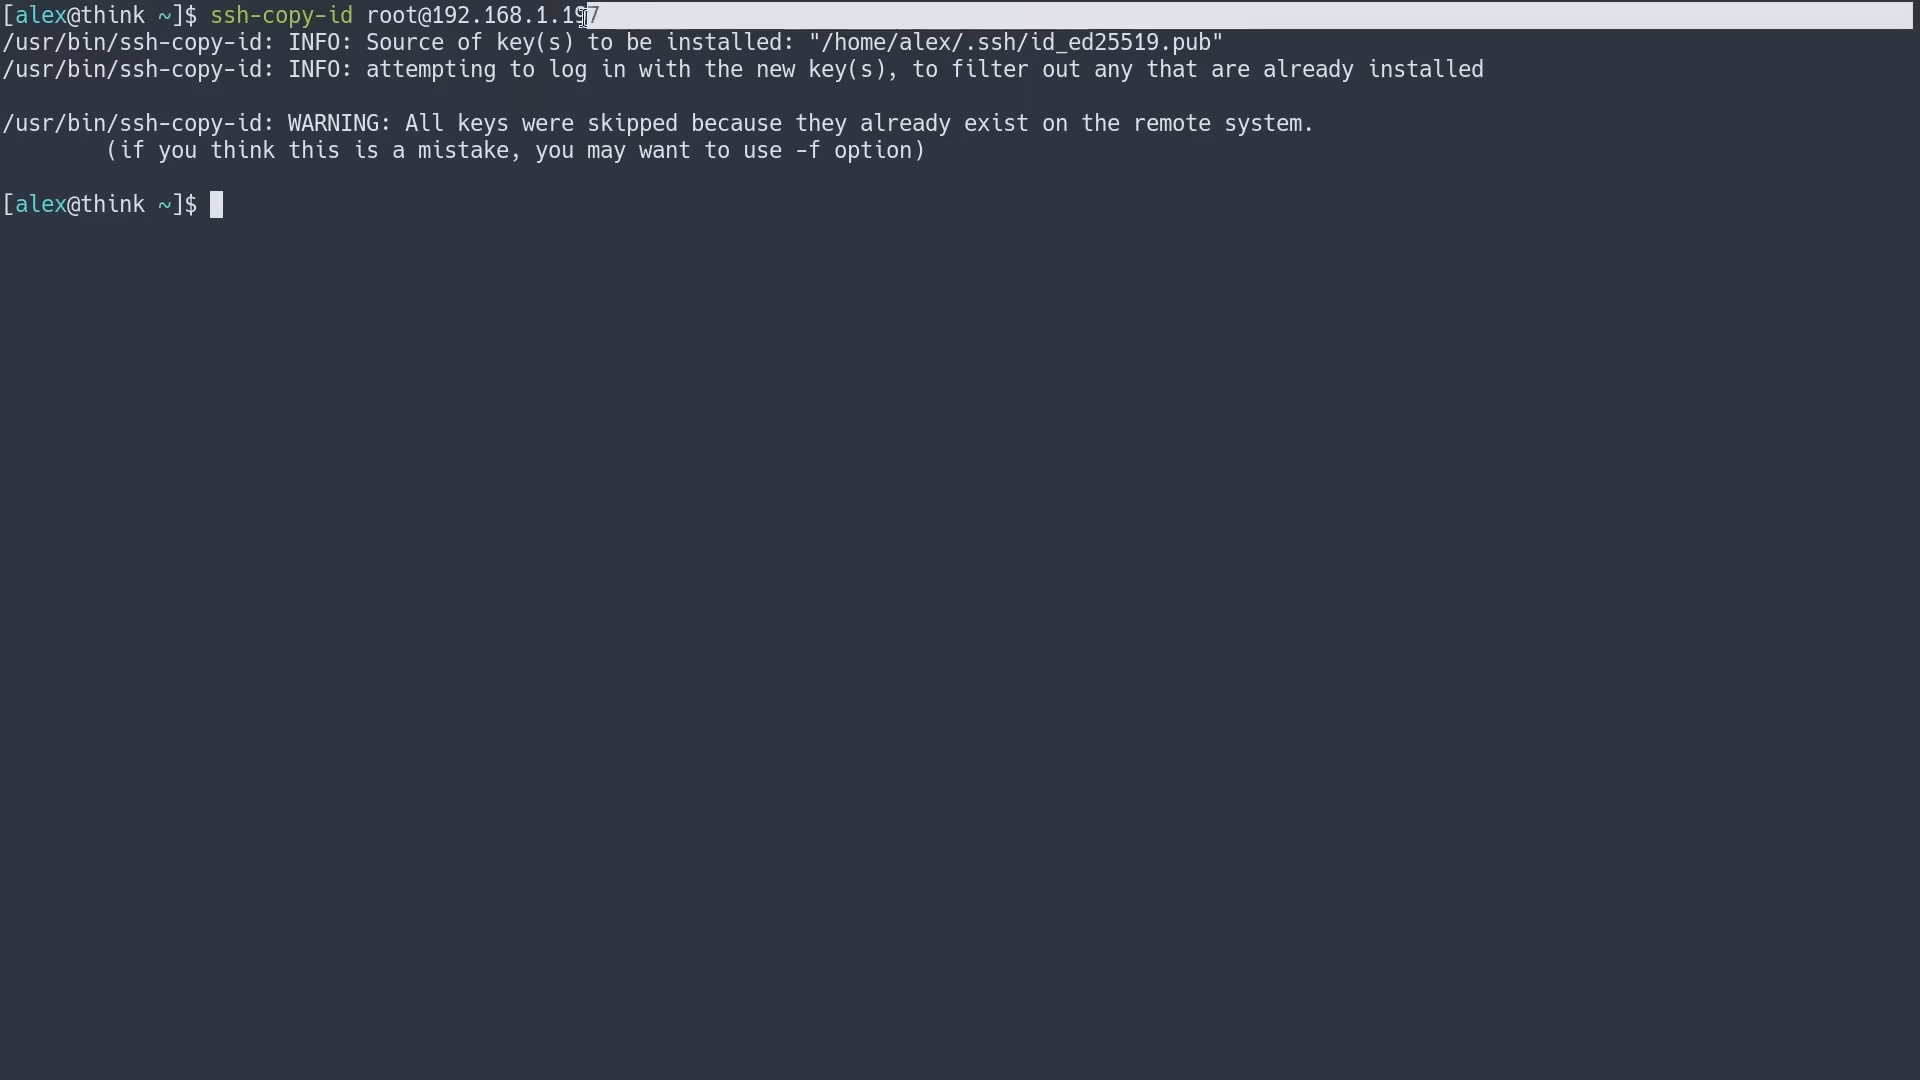 [alex@think ~]$ ssh-copy-id root@192.168.1.197
/usr/bin/ssh-copy-id: INFO: Source of key(s) to be installed: "/home/alex/.ssh/id_ed25519.pub"
/usr/bin/ssh-copy-id: INFO: attempting to log in with the new key(s), to filter out any that are already installed
/usr/bin/ssh-copy-id: WARNING: All keys were skipped because they already exist on the remote system.
(if you think this is a mistake, you may want to use -f option)
[alex@think ~]$